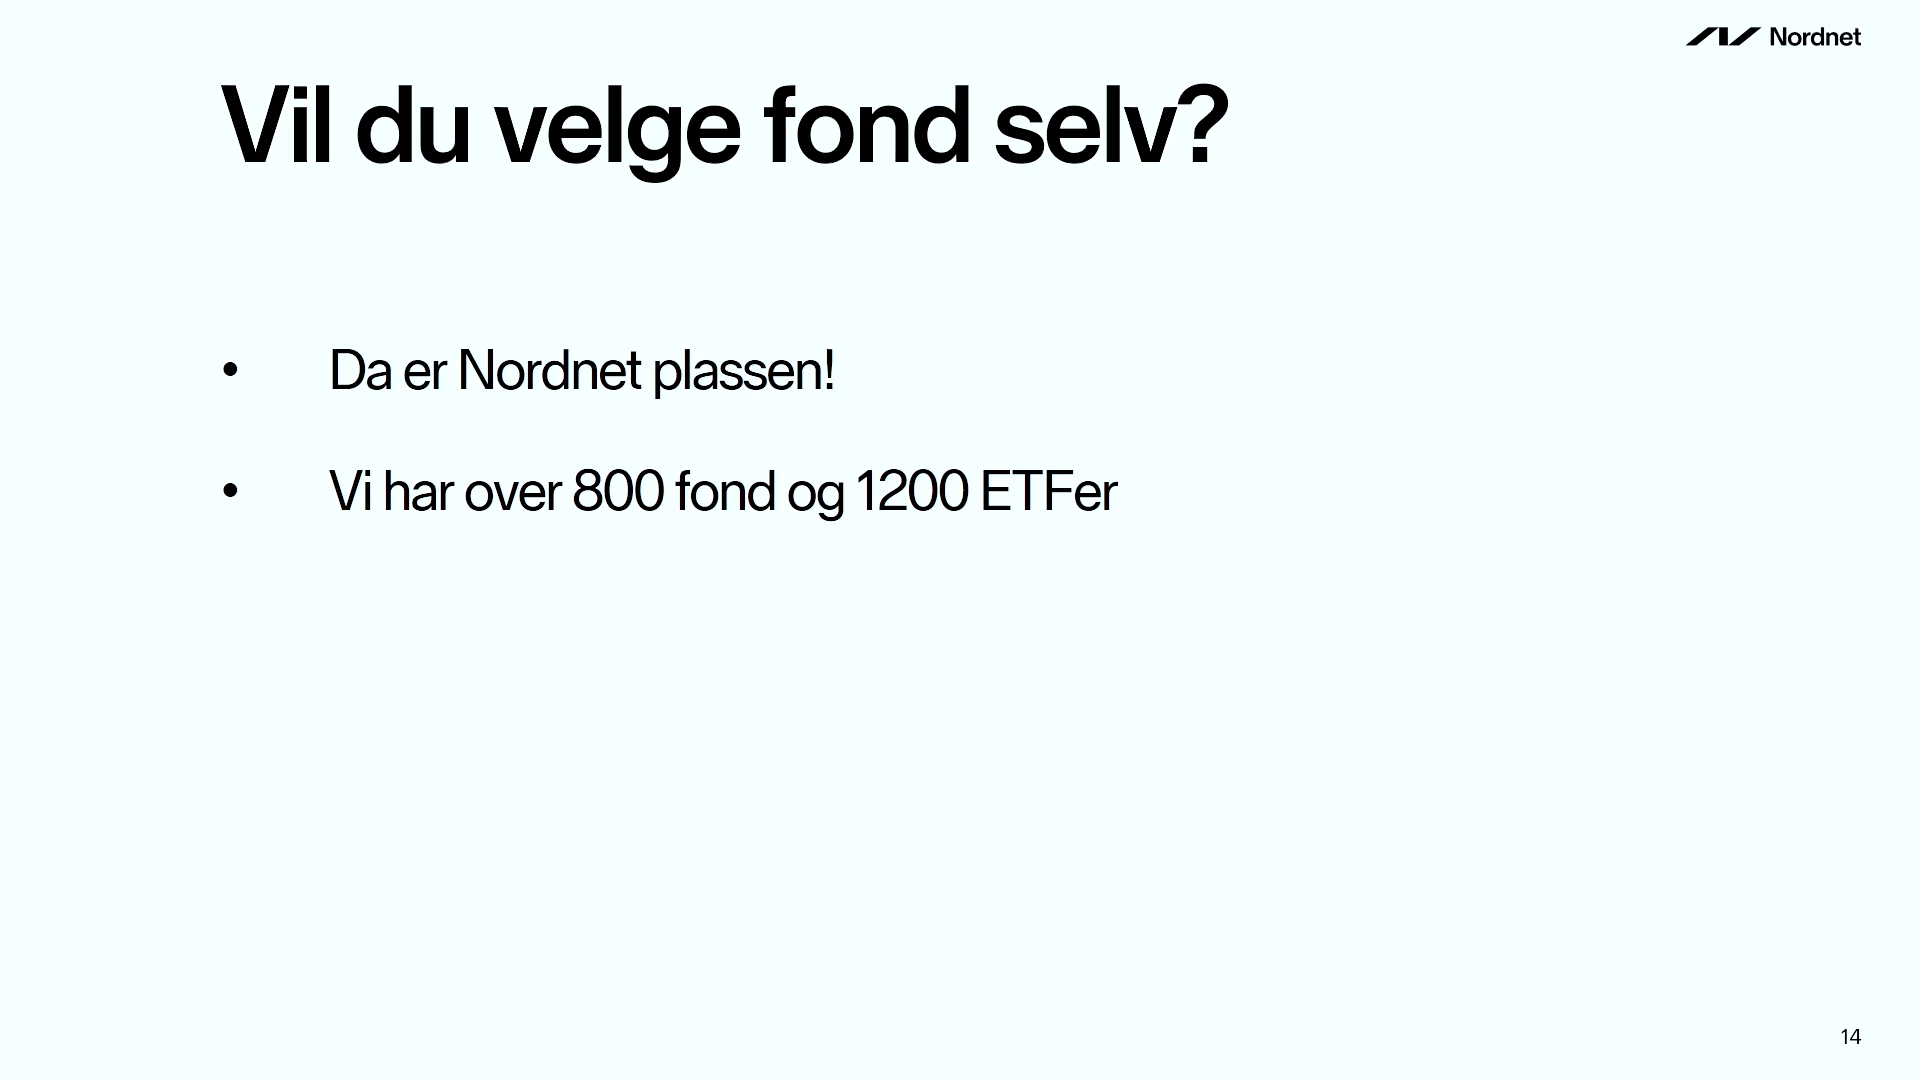 Nordnet
Vil du velge fond selv?
• Da er Nordnet plassen!
• Vi har over 800 fond og 1200 ETFer
14